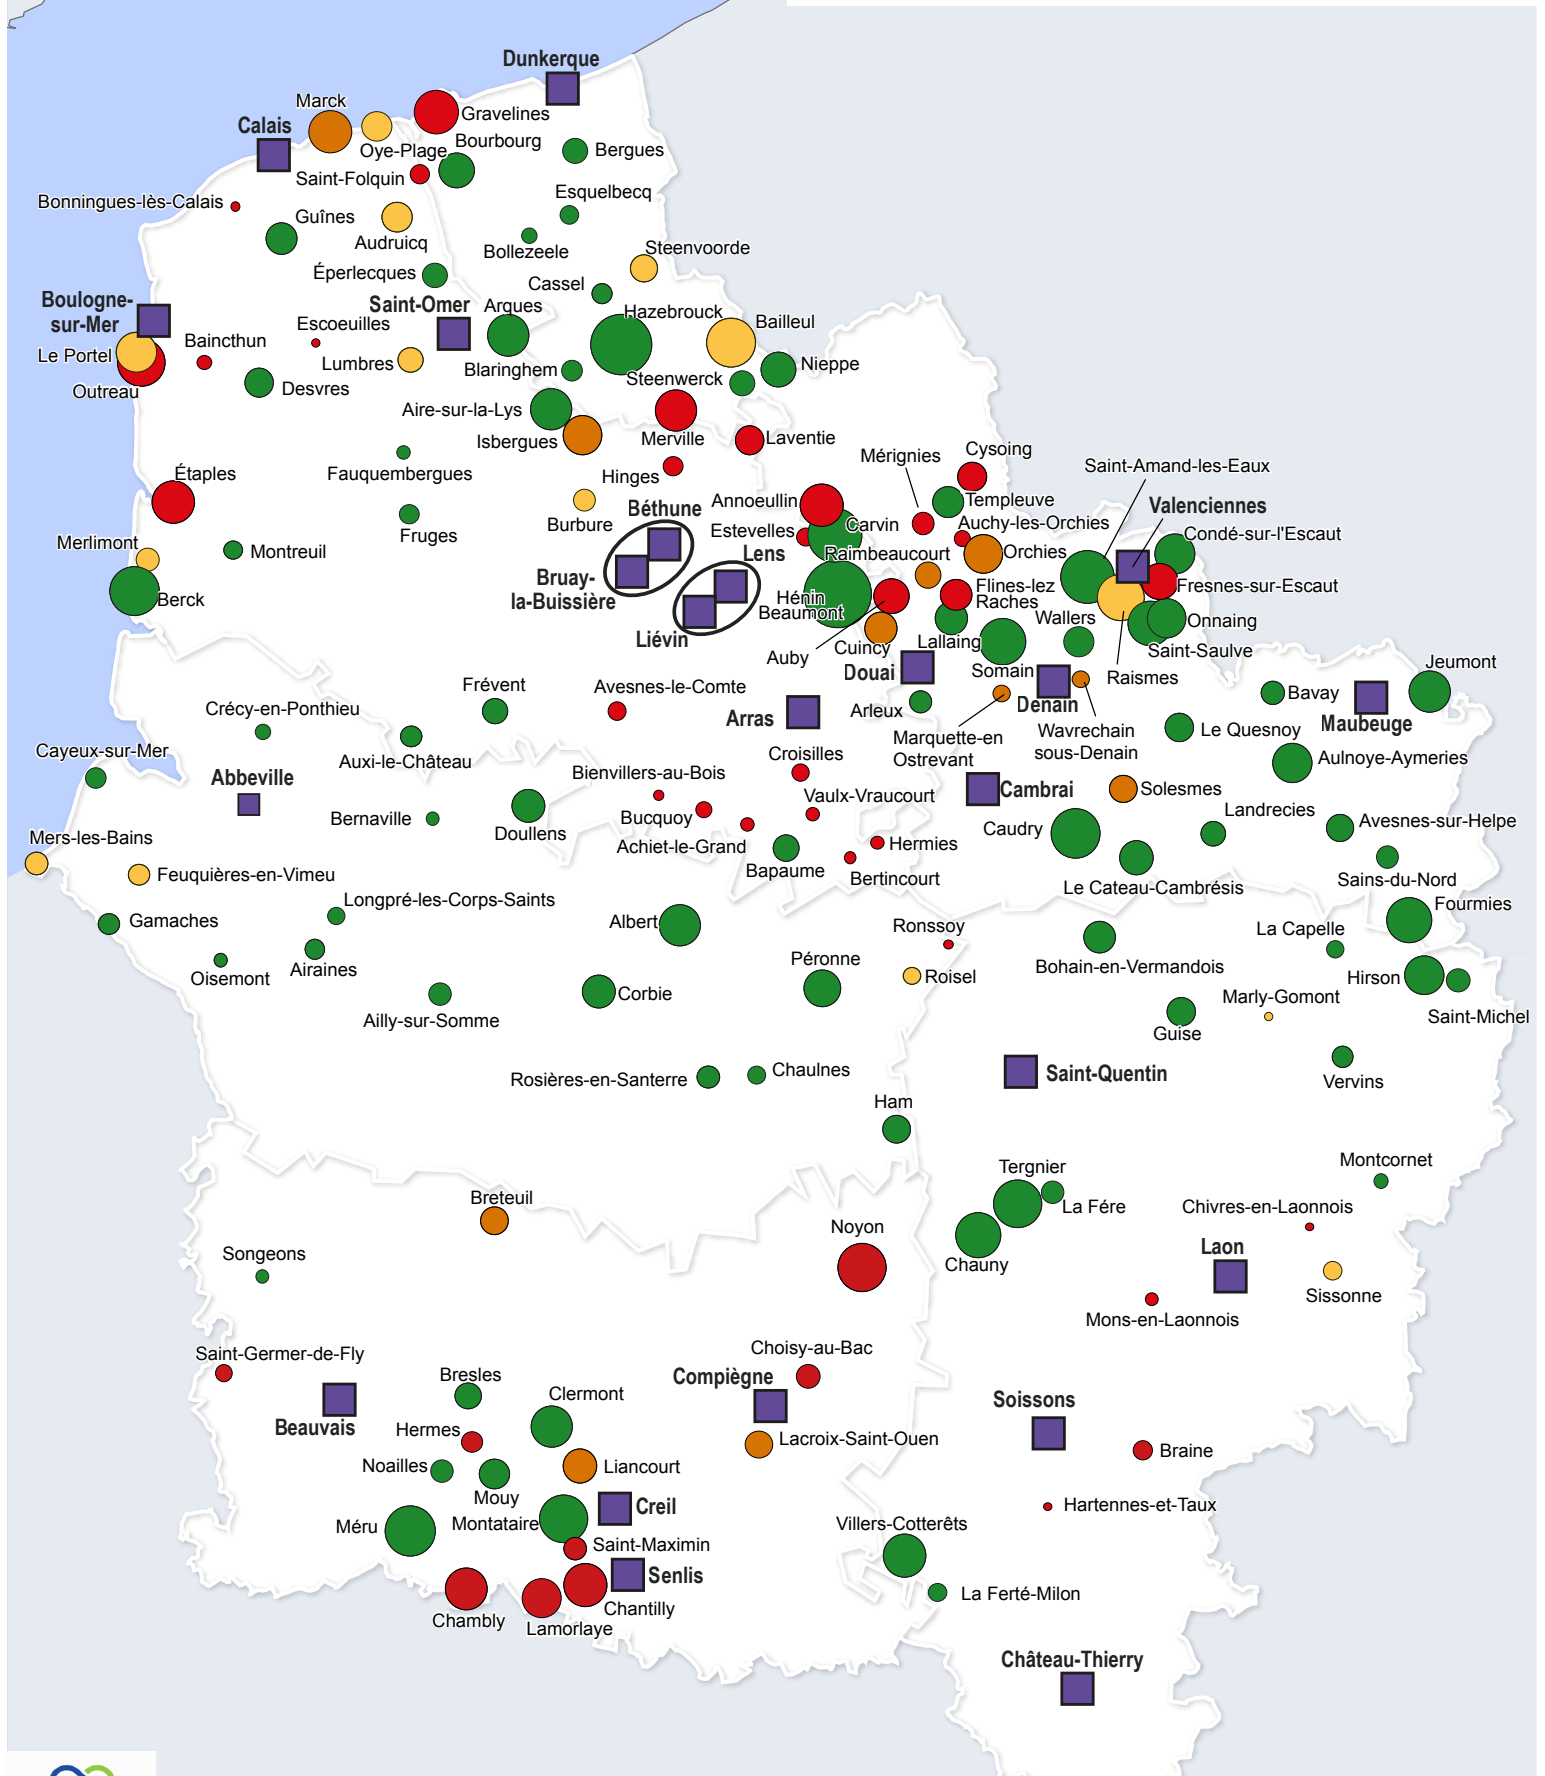 Dunkerque
Marck
Gravelines
Calais
Oye-Plage
Bourbourg
Bergues
Saint-Folquin
Esquelbecq
Bonningues-lès-Calais
Guînes
Audruicq
Bollezeele
Steenvoorde
Éperlecques
Cassel
Boulogne-
sur-Mer
Saint-Omer
Arques
Hazebrouck
Bailleul
Escoeuilles
Baincthun
Le Portel
Lumbres
Blaringhem
Steenwerck
Nieppe
Outreau
Desvres
Aire-sur-la-Lys
Isbergues
Merville
Laventie
Mérignies
Cysoing
Fauquembergues
Hinges
Saint-Amand-les-Eaux
Étaples
Annoeullin
Templeuve
Valenciennes
Burbure
Béthune
Estevelles
Carvin
Auchy-les-Orchies
Fruges
Condé-sur-l'Escaut
Merlimont
Montreuil
Lens
Raimbeaucourt
Orchies
Bruay-
la-Buissière
Berck
Hénin
Beaumont
Flines-lez
Raches
Fresnes-sur-Escaut
Liévin
Wallers
Onnaing
Cuincy
Lallaing
Saint-Saulve
Auby
Douai
Somain
Raismes
Jeumont
Frévent
Avesnes-le-Comte
Bavay
Crécy-en-Ponthieu
Arras
Arleux
Denain
Maubeuge
Marquette-en
Ostrevant
Wavrechain
sous-Denain
Le Quesnoy
Cayeux-sur-Mer
Auxi-le-Château
Croisilles
Aulnoye-Aymeries
Abbeville
Bienvillers-au-Bois
Cambrai
Solesmes
Vaulx-Vraucourt
Bernaville
Doullens
Bucquoy
Landrecies
Avesnes-sur-Helpe
Mers-les-Bains
Achiet-le-Grand
Hermies
Caudry
Feuquières-en-Vimeu
Bapaume
Bertincourt
Le Cateau-Cambrésis
Sains-du-Nord
Longpré-les-Corps-Saints
Fourmies
Gamaches
Albert
Ronssoy
La Capelle
Airaines
Oisemont
Péronne
Roisel
Bohain-en-Vermandois
Hirson
Corbie
Marly-Gomont
Ailly-sur-Somme
Guise
Saint-Michel
Rosières-en-Santerre
Chaulnes
Saint-Quentin
Vervins
Ham
Tergnier
Montcornet
Breteuil
La Fére
Chivres-en-Laonnois
Noyon
Songeons
Chauny
Laon
Sissonne
Mons-en-Laonnois
Saint-Germer-de-Fly
Choisy-au-Bac
Bresles
Compiègne
Clermont
Soissons
Beauvais
Hermes
Lacroix-Saint-Ouen
Braine
Noailles
Liancourt
Mouy
Creil
Hartennes-et-Taux
Méru
Montataire
Villers-Cotterêts
Saint-Maximin
Senlis
La Ferté-Milon
Chambly
Chantilly
Lamorlaye
Château-Thierry